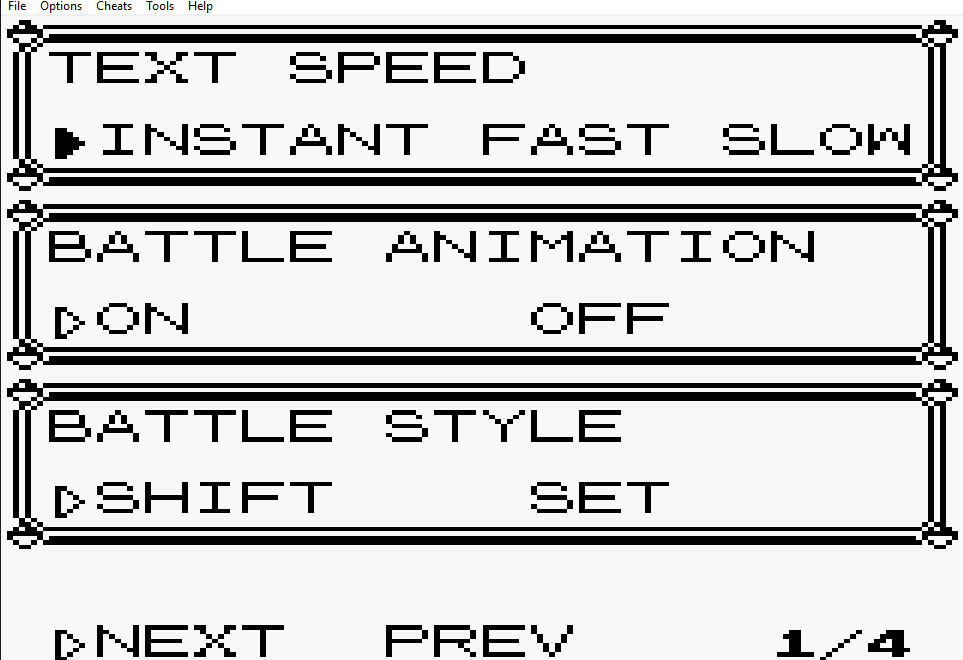 File Options Cheats Tools Help
TEXT SPEED
▶INSTANT FAST SLOW
BATTLE ANIMATION
▷ON OFF
BATTLE STYLE
▷SHIFT SET
▷NEXT PREV 1/4